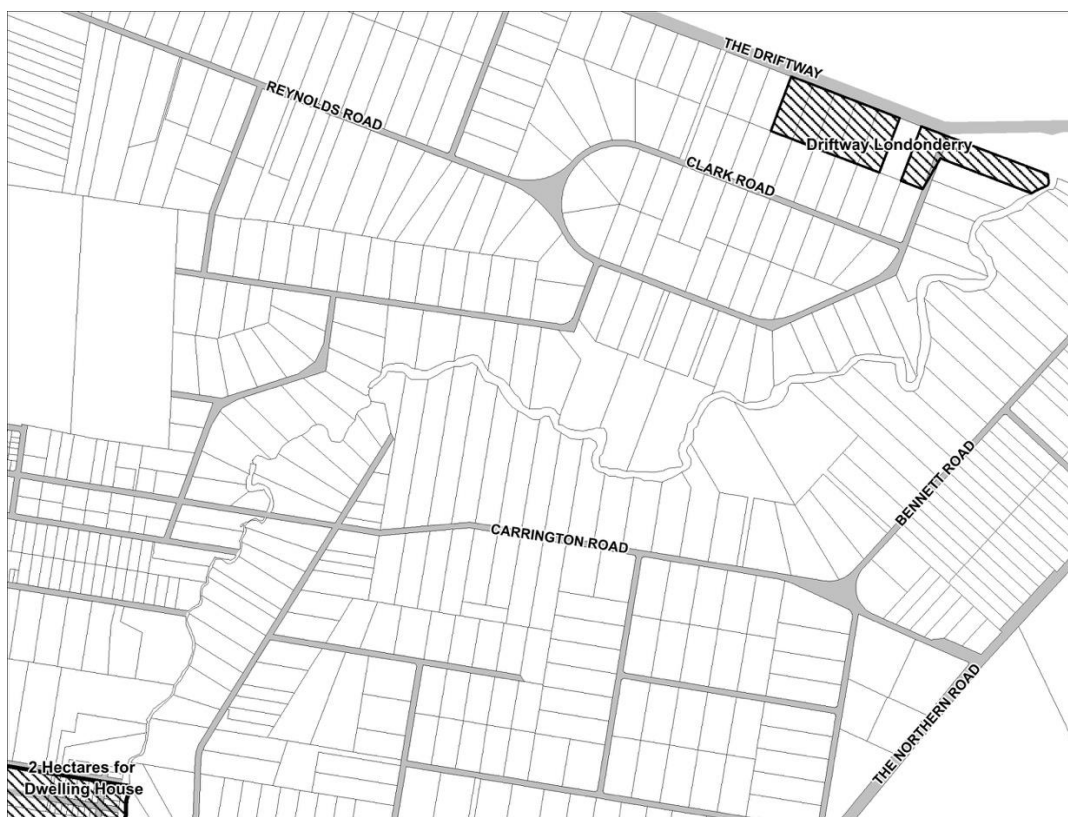 THE DRIFTWAY
REYNOLDS ROAD
Driftway Londonderry
CLARK ROAD
BENNETT ROAD
CARRINGTON ROAD
THE NORTHERN ROAD
2 Hectares for
Dwelling House